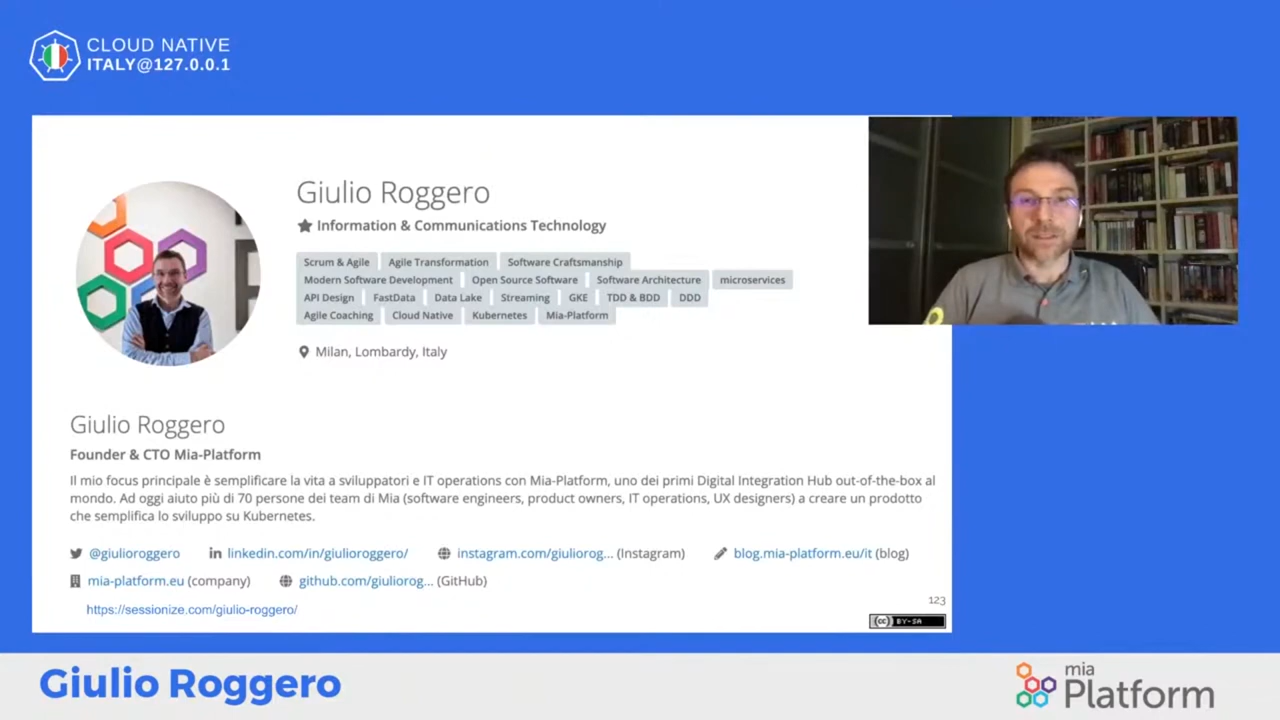 CLOUD NATIVE
ITALY@127.0.0.1
Giulio Roggero
Information & Communications Technology
Scrum & Agile Agile Transformation Software Craftsmanship
Modern Software Development Open Source Software Software Architecture microservices
API Design FastData Data Lake Streaming GKE TDD & BDD DDD
Agile Coaching Cloud Native Kubernetes Mia-Platform
Milan, Lombardy, Italy
Giulio Roggero
Founder & CTO Mia-Platform
Il mio focus principale è semplificare la vita a sviluppatori e IT operations con Mia-Platform, uno dei primi Digital Integration Hub out-of-the-box al
mondo. Ad oggi aiuto più di 70 persone dei team di Mia (software engineers, product owners, IT operations, UX designers) a creare un prodotto
che semplifica lo sviluppo su Kubernetes.
@giulioroggero in linkedin.com/in/giulioroggero/ instagram.com/giuliorog... (Instagram) blog.mia-platform.eu/it (blog)
mia-platform.eu (company) github.com/giuliorog... (GitHub)
https://sessionize.com/giulio-roggero/
123
cc BY-SA
Giulio Roggero
mia
Platform